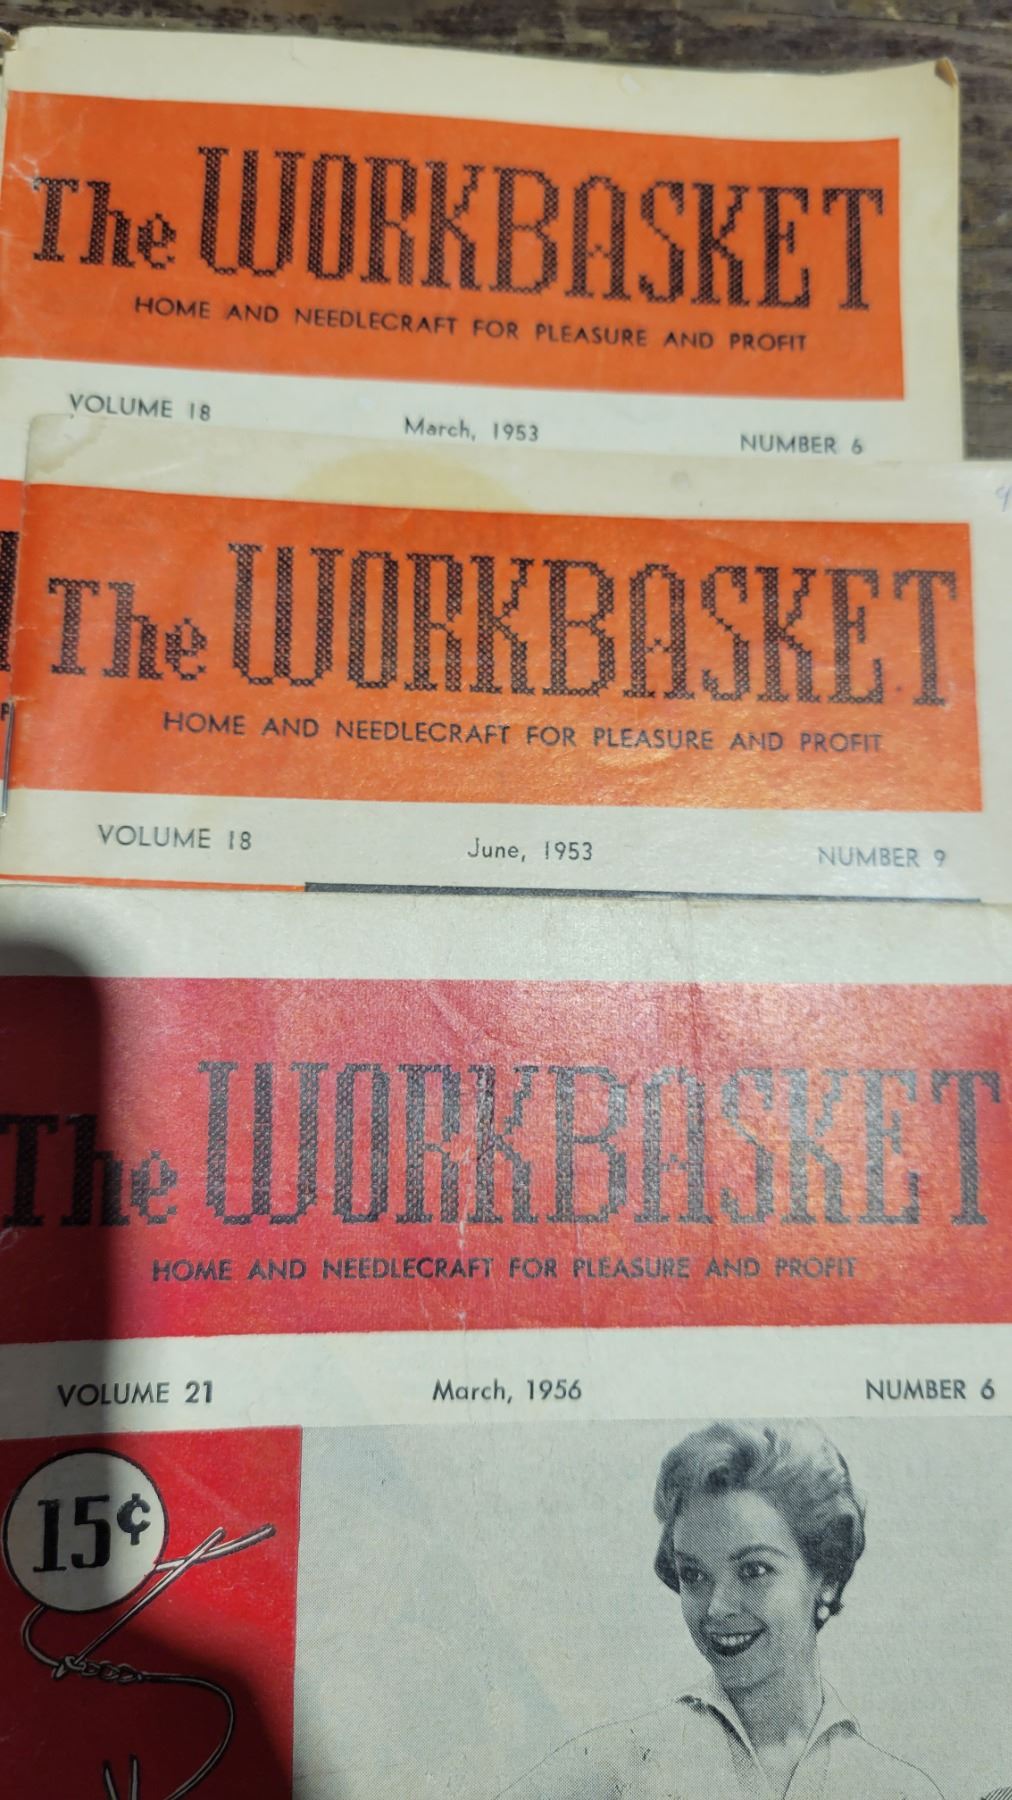 The WORKBASKET
HOME AND NEEDLECRAFT FOR PLEASURE AND PROFIT
VOLUME 18 March, 1953 NUMBER 6
The WORKBASKET
HOME AND NEEDLECRAFT FOR PLEASURE AND PROFIT
VOLUME 18 June, 1953 NUMBER 9
The WORKBASKET
HOME AND NEEDLECRAFT FOR PLEASURE AND PROFIT
VOLUME 21 March, 1956 NUMBER 6
15¢